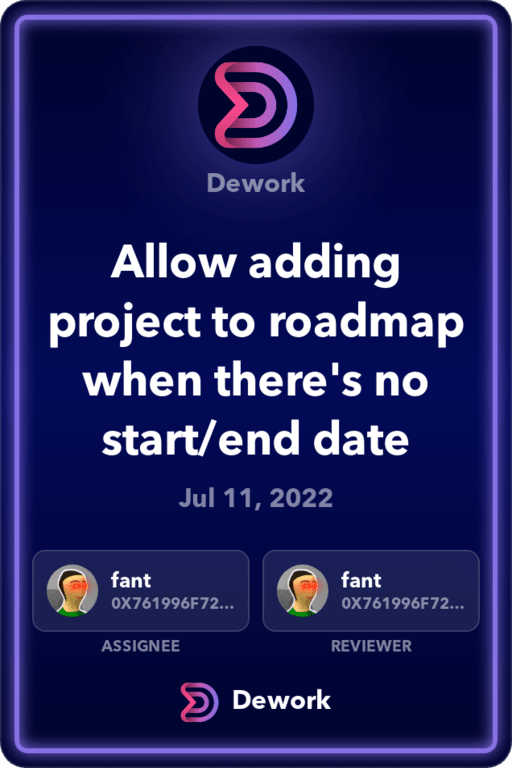 Dework
Allow adding
project to roadmap
when there's no
start/end date
Jul 11, 2022
fant
0X761996F72...
ASSIGNEE
fant
0X761996F72...
REVIEWER
Dework